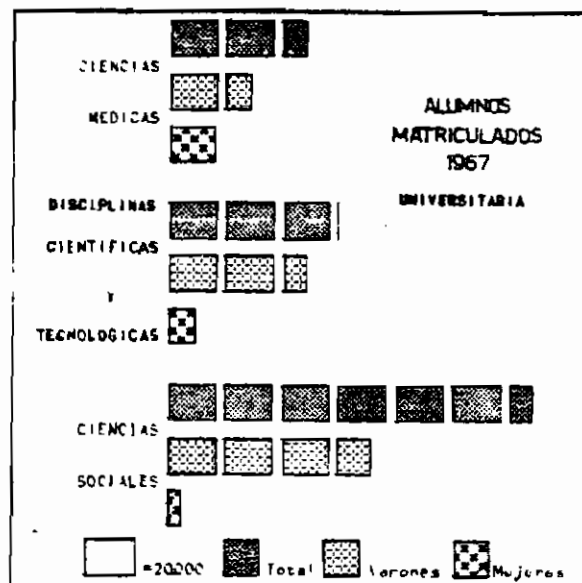 CIENCIAS
MEDICAS
ALUMNOS
MATRICULADOS
1967
UNIVERSITARIA
DISCIPLINAS
CIENTIFICAS
Y
TECNOLOGICAS
CIENCIAS
SOCIALES
=20.000 Total Varones Mujeres